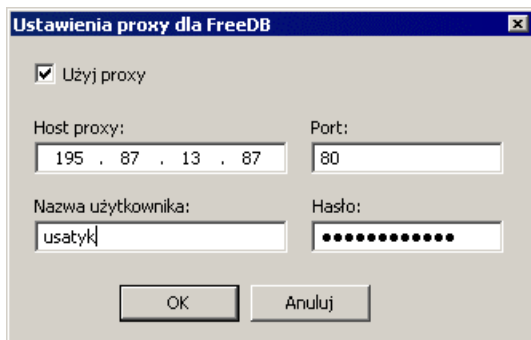 Ustawienia proxy dla FreeDB
Użyj proxy
Host proxy: Port:
195 . 87 . 13 . 87 80
Nazwa użytkownika: Hasło:
usatyk ●●●●●●●●●●●●
OK Anuluj